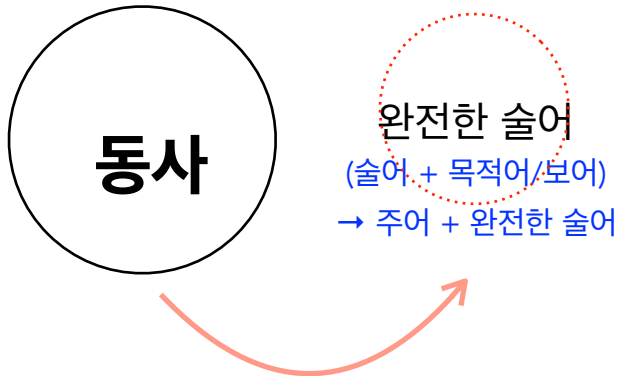 동사
완전한 술어
(술어 + 목적어/보어)
→ 주어 + 완전한 술어